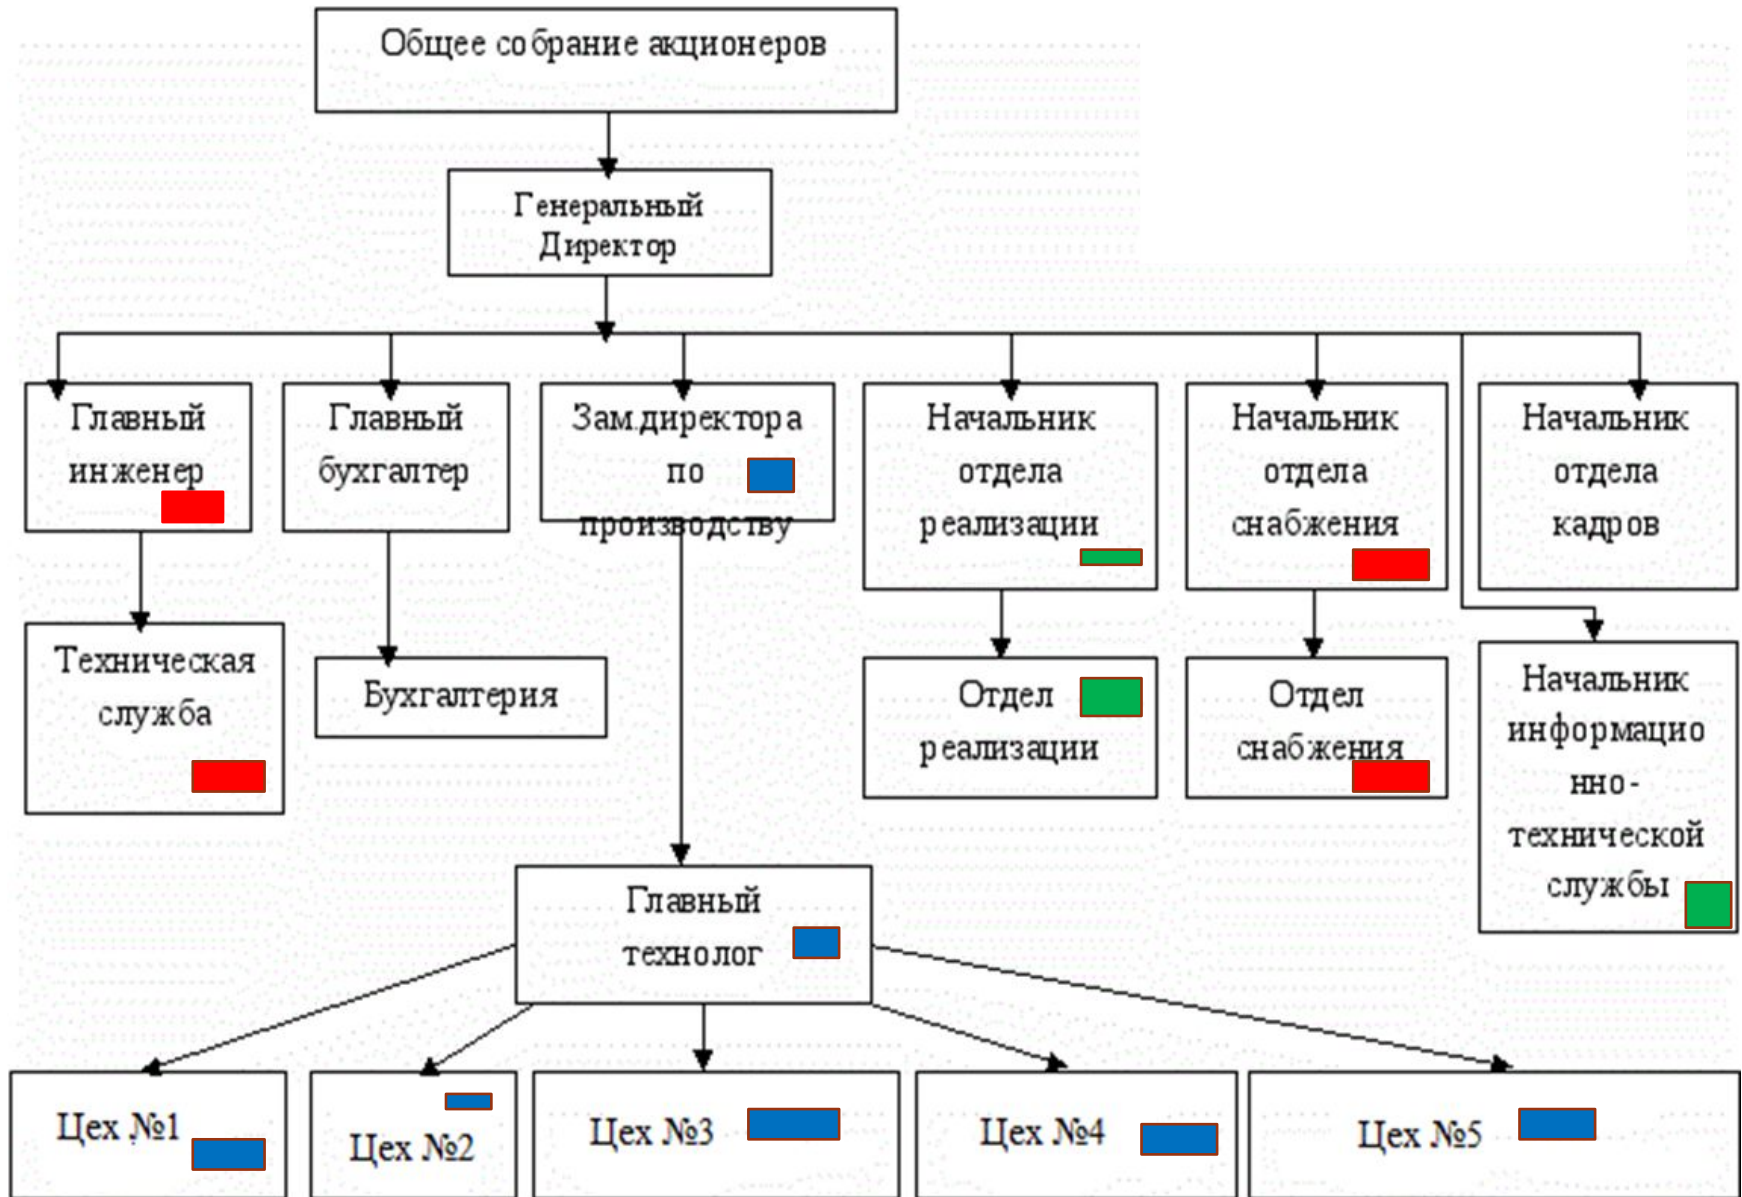 Общее собрание акционеров
Генеральный
Директор
Главный
инженер
Главный
бухгалтер
Зам.директора
по
производству
Начальник
отдела
реализации
Начальник
отдела
снабжения
Начальник
отдела
кадров
Техническая
служба
Бухгалтерия
Отдел
реализации
Отдел
снабжения
Начальник
информацио
нно-
технической
службы
Главный
технолог
Цех №1
Цех №2
Цех №3
Цех №4
Цех №5